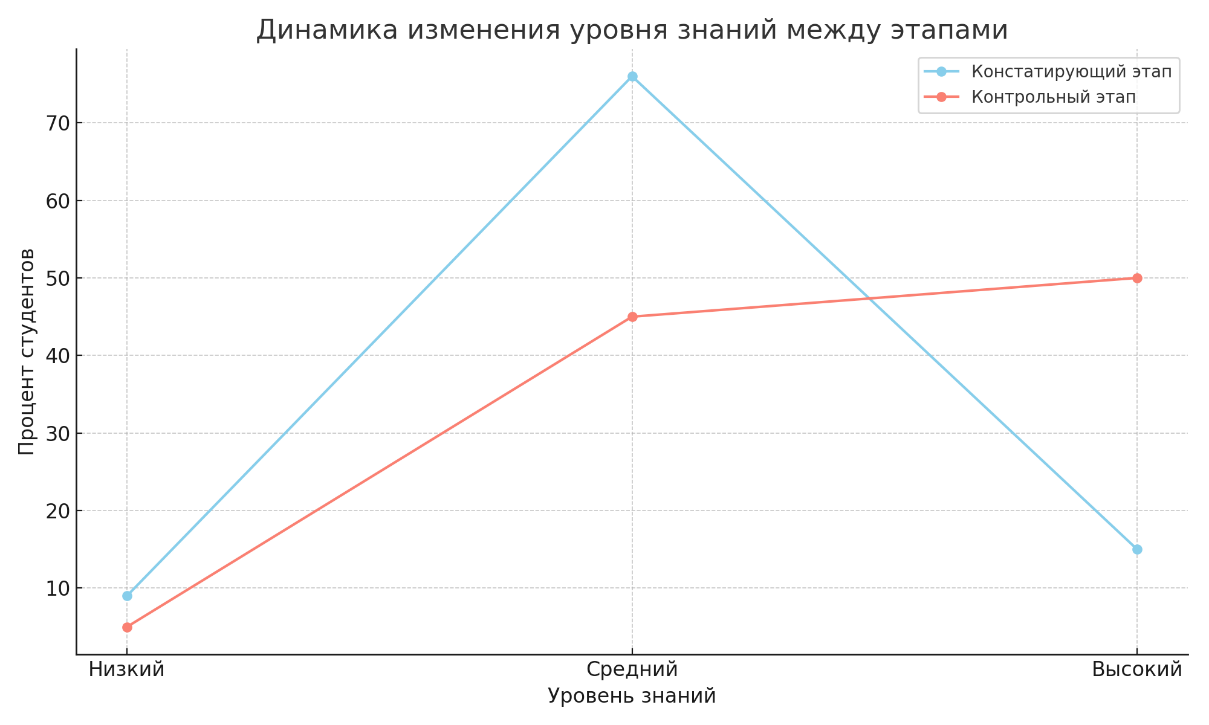 Динамика изменения уровня знаний между этапами
Констатирующий этап
Контрольный этап
Процент студентов
70
60
50
40
30
20
10
Низкий
Средний
Высокий
Уровень знаний